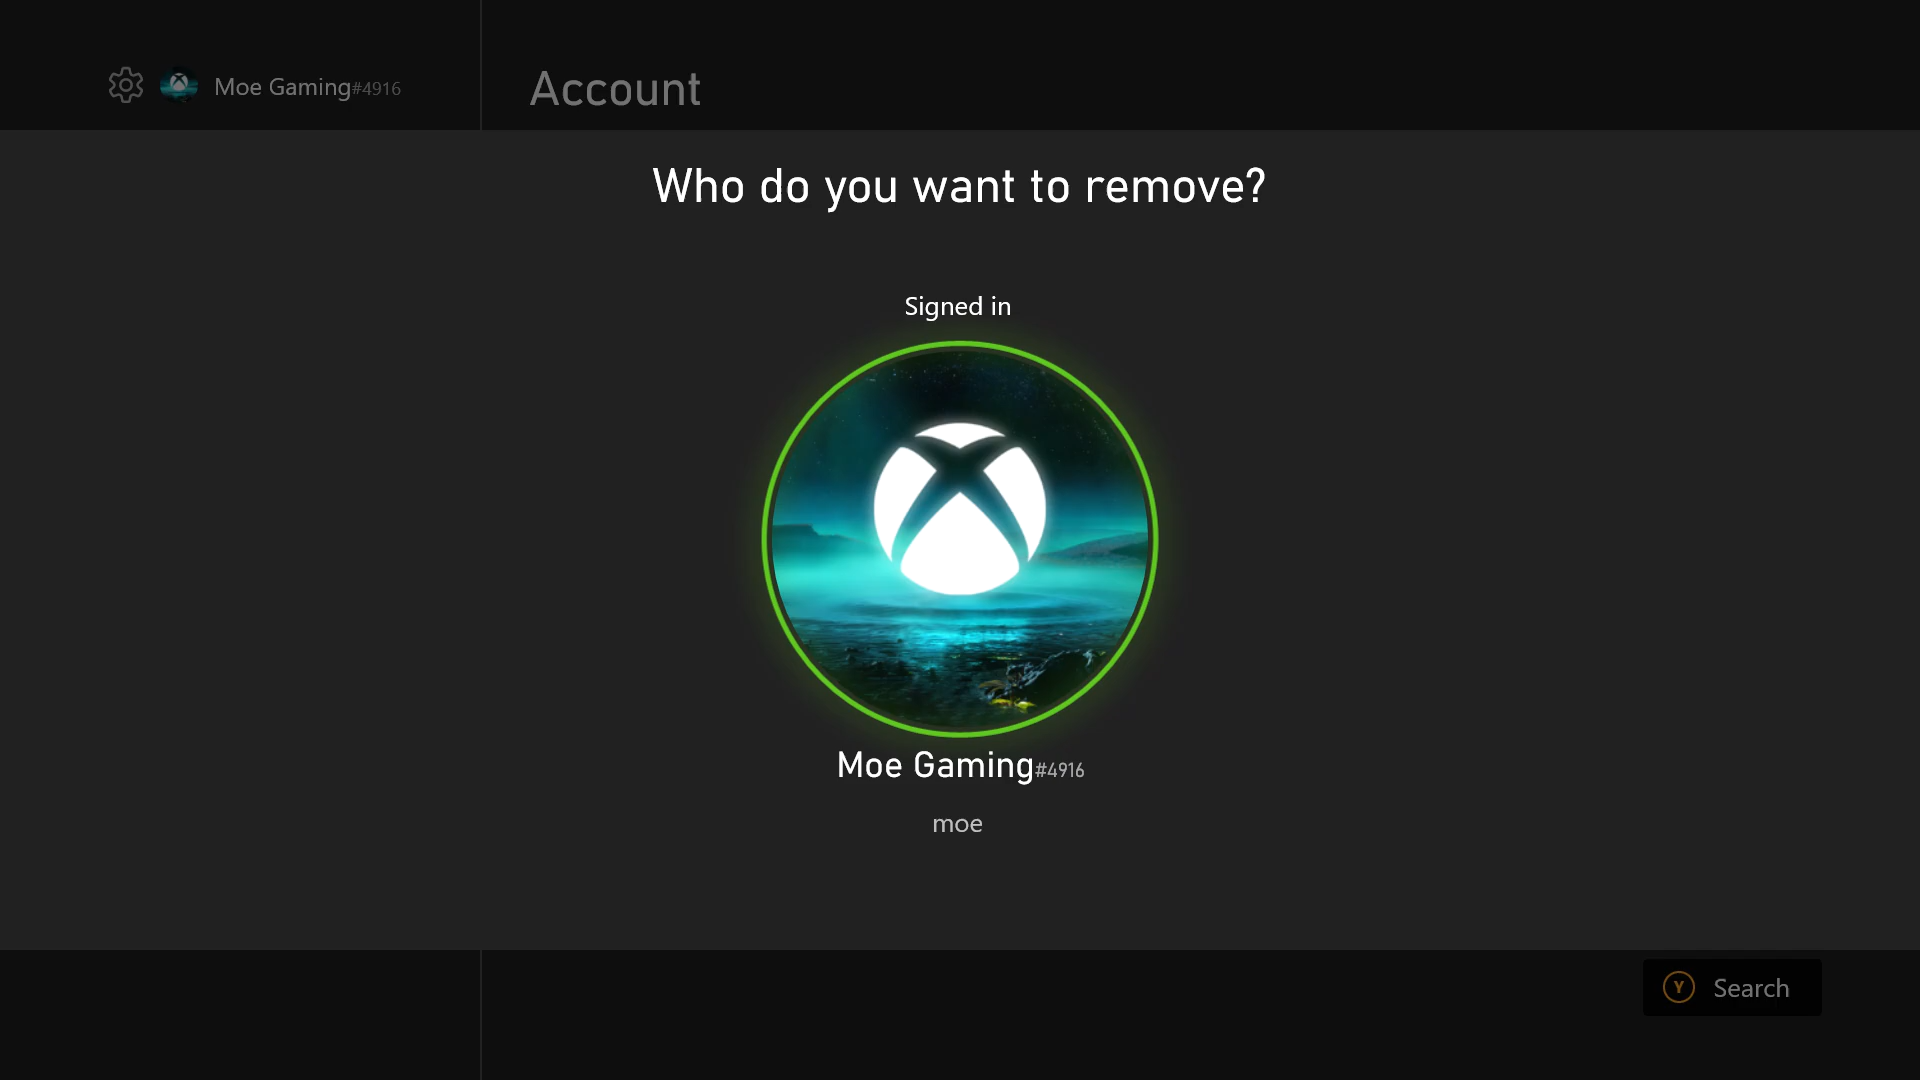 Moe Gaming#4916
Account
Who do you want to remove?
Signed in
Moe Gaming#4916
moe
Y Search